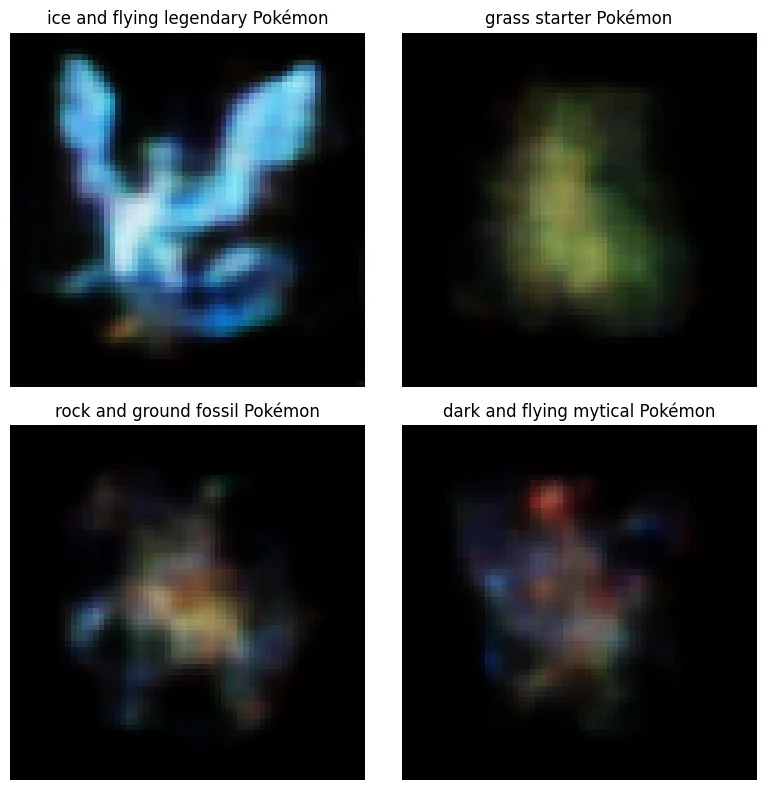 ice and flying legendary Pokémon
grass starter Pokémon
rock and ground fossil Pokémon
dark and flying mytical Pokémon